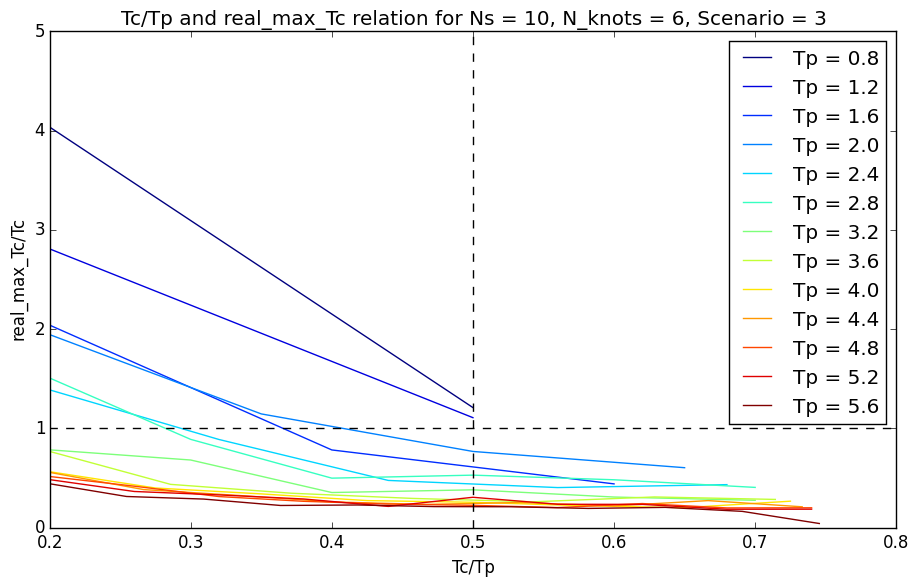 Tc/Tp and real_max_Tc relation for Ns = 10, N_knots = 6, Scenario = 3
5
4
3
2
1
0
real_max_Tc/Tc
Tp = 0.8
Tp = 1.2
Tp = 1.6
Tp = 2.0
Tp = 2.4
Tp = 2.8
Tp = 3.2
Tp = 3.6
Tp = 4.0
Tp = 4.4
Tp = 4.8
Tp = 5.2
Tp = 5.6
0.2 0.3 0.4 0.5 0.6 0.7 0.8
Tc/Tp